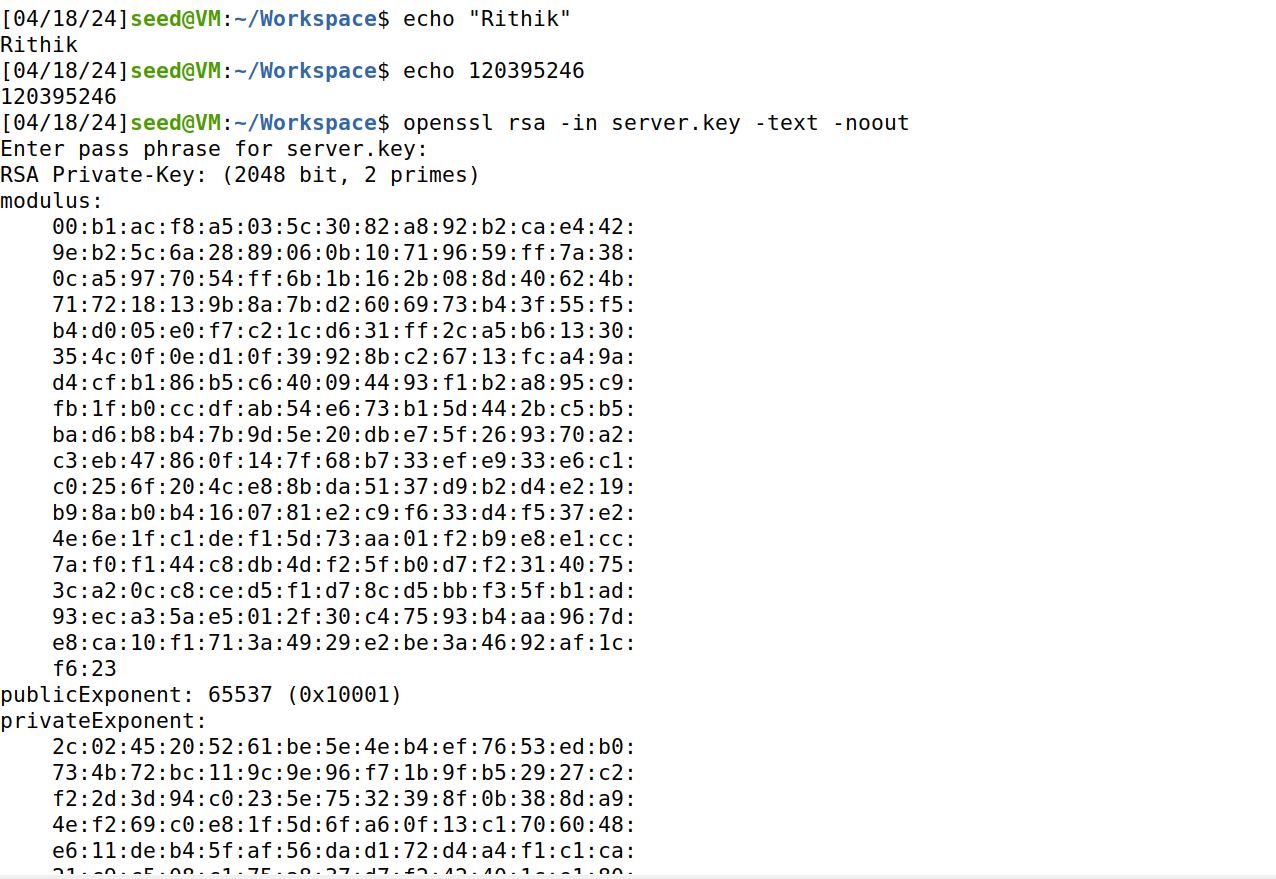 [04/18/24]seed@VM:~/Workspace$ echo "Rithik"
Rithik
[04/18/24]seed@VM:~/Workspace$ echo 120395246
120395246
[04/18/24]seed@VM:~/Workspace$ openssl rsa -in server.key -text -noout
Enter pass phrase for server.key:
RSA Private-Key: (2048 bit, 2 primes)
modulus:
    00:b1:ac:f8:a5:03:5c:30:82:a8:92:b2:ca:e4:42:
    9e:b2:5c:6a:28:89:06:0b:10:71:96:59:ff:7a:38:
    0c:a5:97:70:54:ff:6b:1b:16:2b:08:8d:40:62:4b:
    71:72:18:13:9b:8a:7b:d2:60:69:73:b4:3f:55:f5:
    b4:d0:05:e0:f7:c2:1c:d6:31:ff:2c:a5:b6:13:30:
    35:4c:0f:0e:d1:0f:39:92:8b:c2:67:13:fc:a4:9a:
    d4:cf:b1:86:b5:c6:40:09:44:93:f1:b2:a8:95:c9:
    fb:1f:b0:cc:df:ab:54:e6:73:b1:5d:44:2b:c5:b5:
    ba:d6:b8:b4:7b:9d:5e:20:db:e7:5f:26:93:70:a2:
    c3:eb:47:86:0f:14:7f:68:b7:33:ef:e9:33:e6:c1:
    c0:25:6f:20:4c:e8:8b:da:51:37:d9:b2:d4:e2:19:
    b9:8a:b0:b4:16:07:81:e2:c9:f6:33:d4:f5:37:e2:
    4e:6e:1f:c1:de:f1:5d:73:aa:01:f2:b9:e8:e1:cc:
    7a:f0:f1:44:c8:db:4d:f2:5f:b0:d7:f2:31:40:75:
    3c:a2:0c:c8:ce:d5:f1:d7:8c:d5:bb:f3:5f:b1:ad:
    93:ec:a3:5a:e5:01:2f:30:c4:75:93:b4:aa:96:7d:
    e8:ca:10:f1:71:3a:49:29:e2:be:3a:46:92:af:1c:
    f6:23
publicExponent: 65537 (0x10001)
privateExponent:
    2c:02:45:20:52:61:be:5e:4e:b4:ef:76:53:ed:b0:
    73:4b:72:bc:11:9c:9e:96:f7:1b:9f:b5:29:27:c2:
    f2:2d:3d:94:c0:23:5e:75:32:39:8f:0b:38:8d:a9:
    4e:f2:69:c0:e8:1f:5d:6f:a6:0f:13:c1:70:60:48:
    e6:11:de:b4:5f:af:56:da:d1:72:d4:a4:f1:c1:ca: